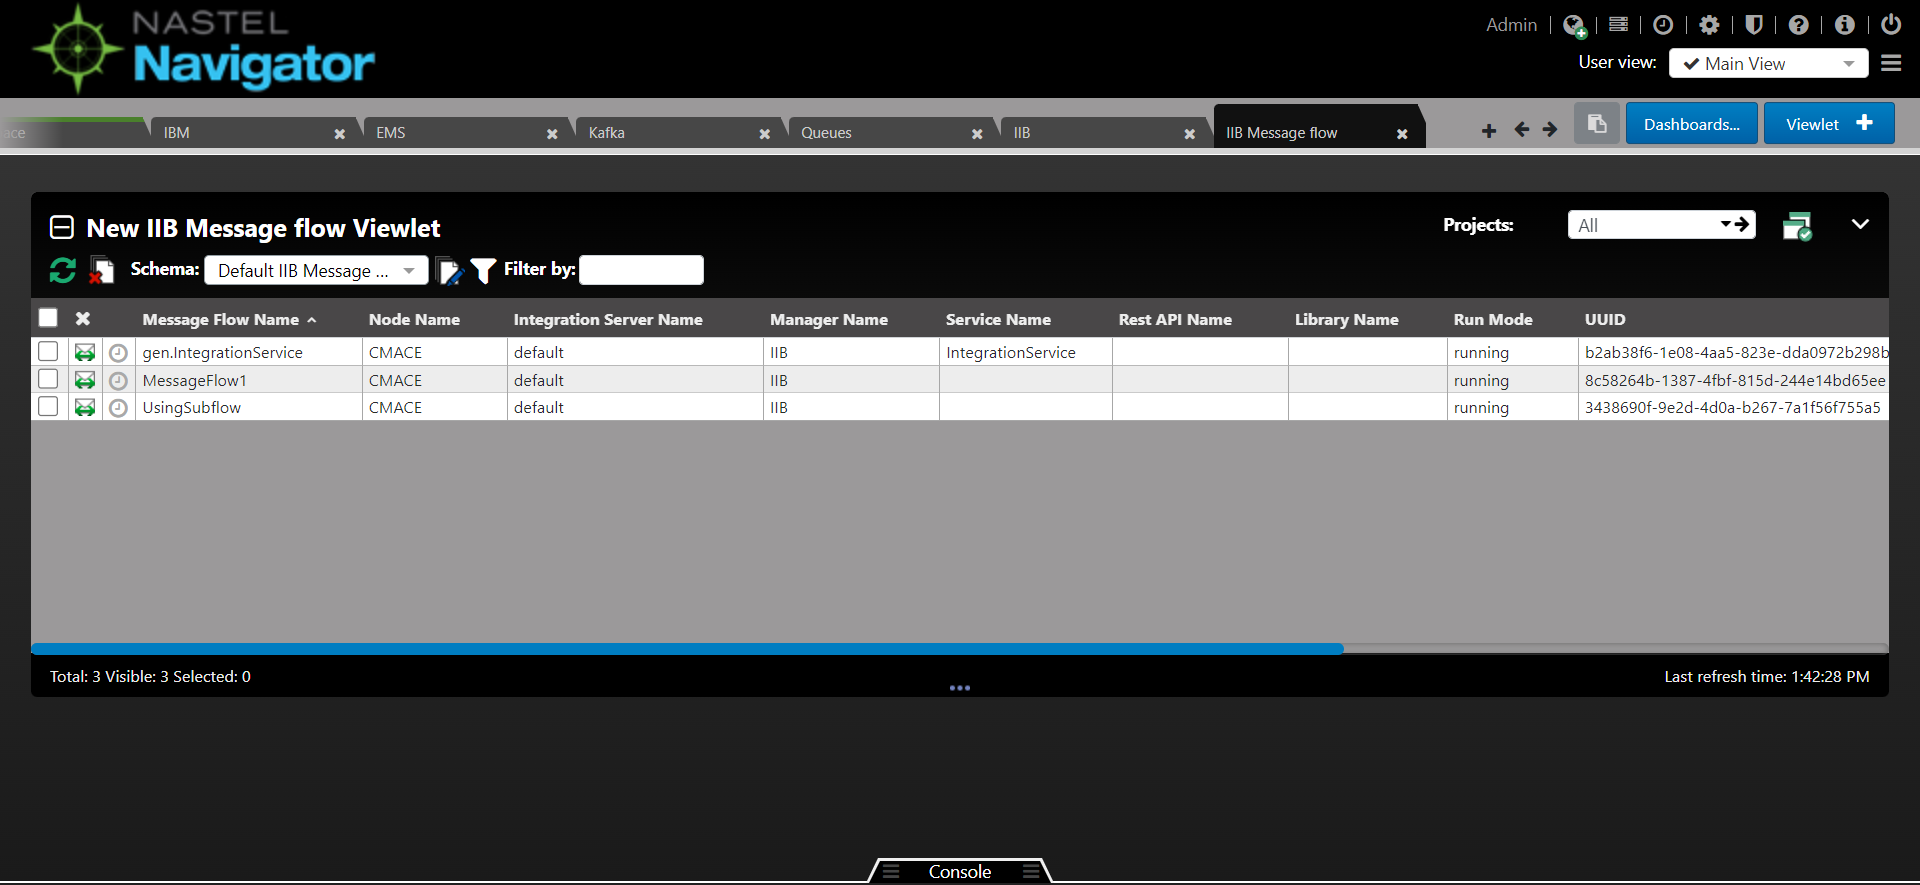 NASTEL
Navigator
Admin
User view: Main View
ace
IBM
EMS
Kafka
Queues
IIB
IIB Message flow
Dashboards...
Viewlet
New IIB Message flow Viewlet
Projects: All
Schema: Default IIB Message ... Filter by:
Message Flow Name Node Name Integration Server Name Manager Name Service Name Rest API Name Library Name Run Mode UUID
gen.IntegrationService CMACE default IIB IntegrationService running b2ab38f6-1e08-4aa5-823e-dda0972b298b
MessageFlow1 CMACE default IIB running 8c58264b-1387-4fbf-815d-244e14bd65ee
UsingSubflow CMACE default IIB running 3438690f-9e2d-4d0a-b267-7a1f56f755a5
Total: 3 Visible: 3 Selected: 0
Last refresh time: 1:42:28 PM
Console